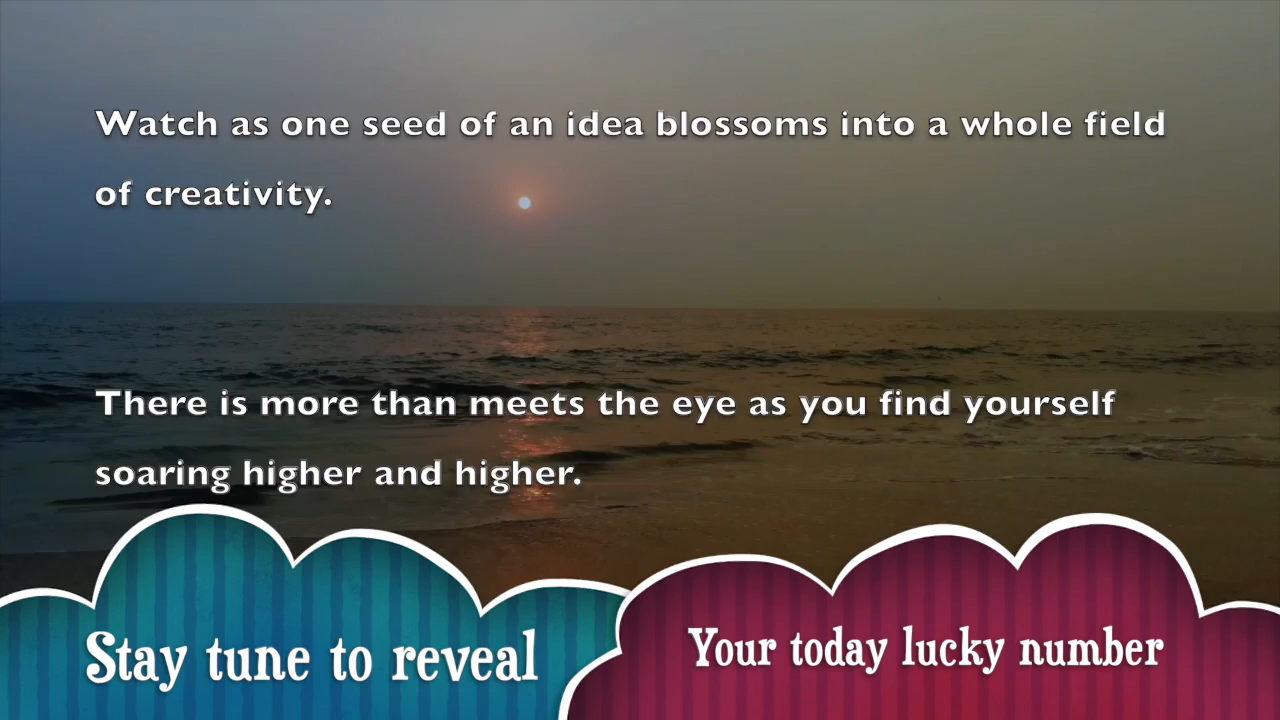 Watch as one seed of an idea blossoms into a whole field
of creativity.
There is more than meets the eye as you find yourself
soaring higher and higher.
Stay tune to reveal
Your today lucky number